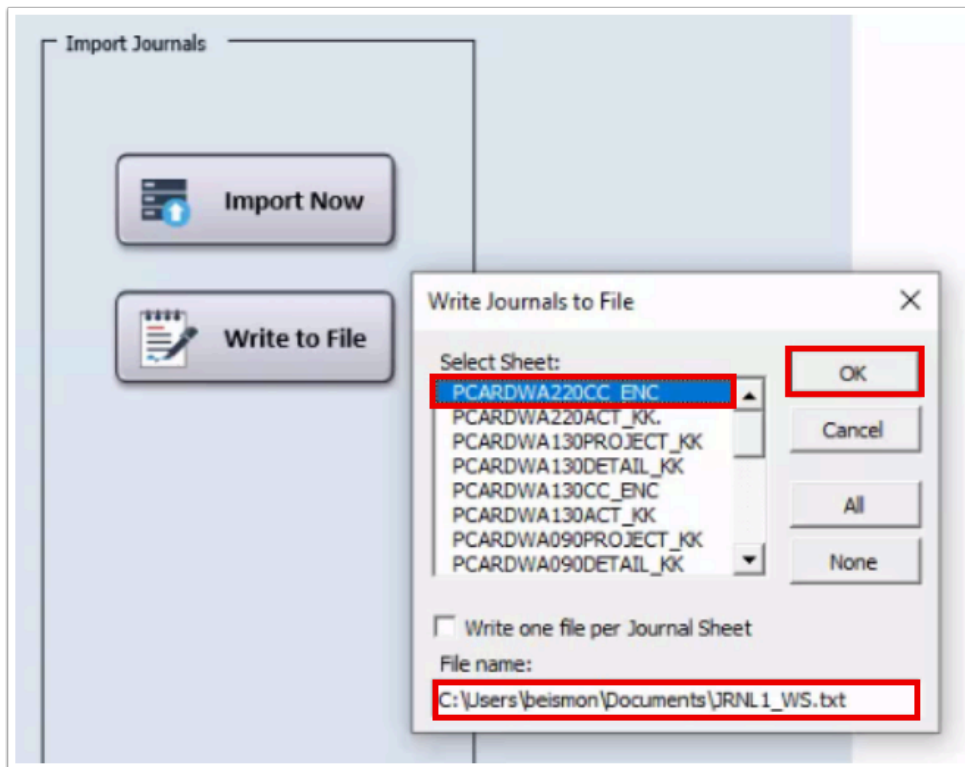 Import Journals
Import Now
Write to File
Write Journals to File
Select Sheet:
PCARDWA220CC_ENC
PCARDWA220ACT_KK.
PCARDWA130PROJECT_KK
PCARDWA130DETAIL_KK
PCARDWA130CC_ENC
PCARDWA130ACT_KK
PCARDWA090PROJECT_KK
PCARDWA090DETAIL_KK
OK
Cancel
All
None
Write one file per Journal Sheet
File name:
C:\Users\beismon\Documents\JRNL1_WS.txt